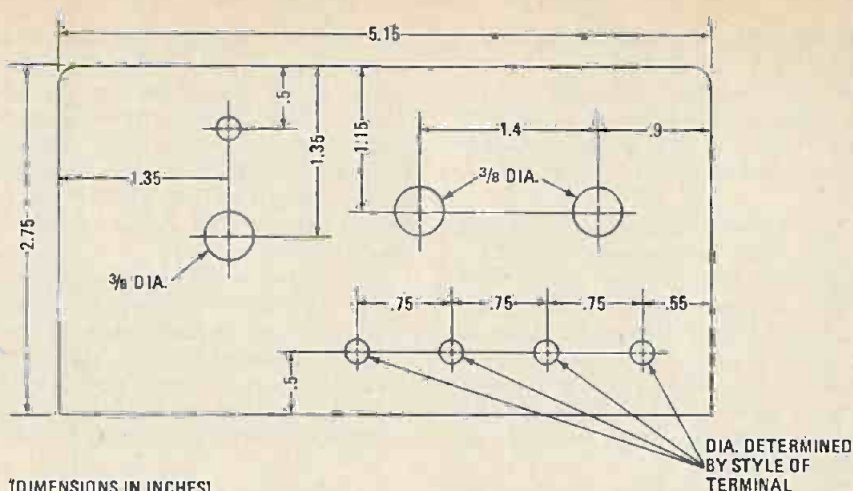 5.15
.5
1.35
1.15
1.4
.9
1.35
2.75
3/8 DIA.
3/8 DIA.
.75
.75
.75
.55
.5
DIA. DETERMINED
BY STYLE OF
TERMINAL
(DIMENSIONS IN INCHES)